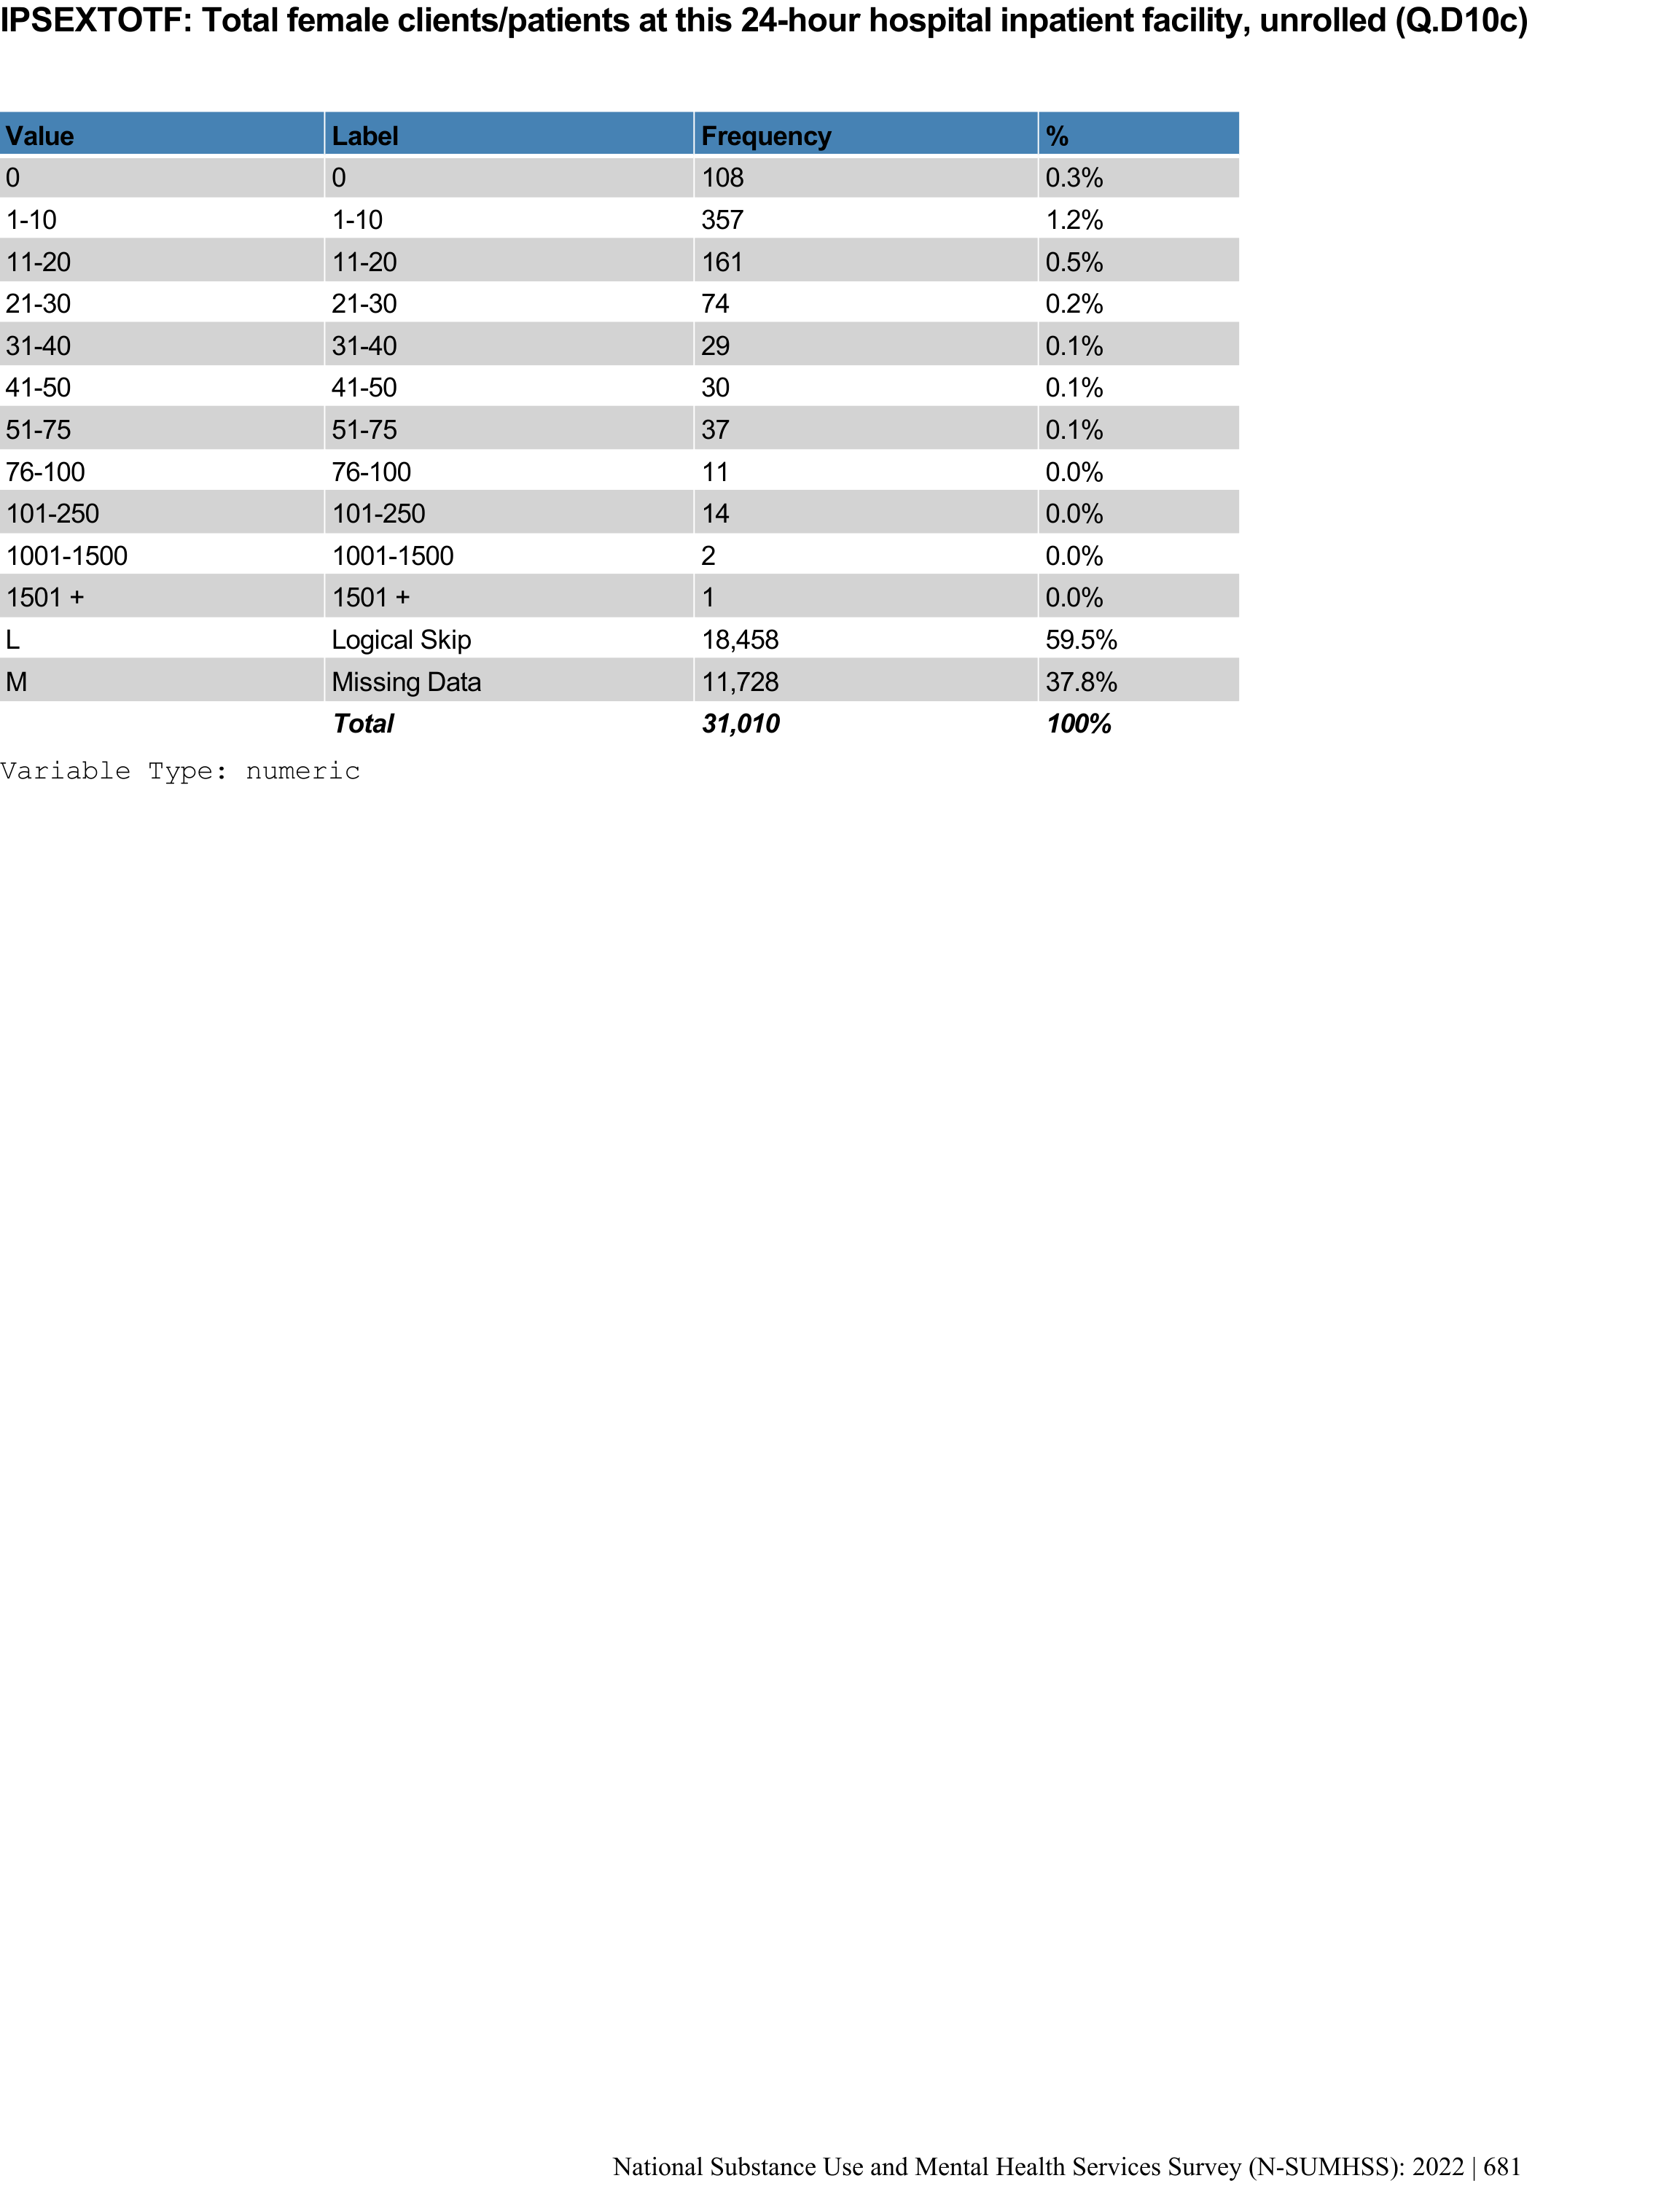 IPSEXTOTF: Total female clients/patients at this 24-hour hospital inpatient facility, unrolled (Q.D10c)
Value Label Frequency %
0 0 108 0.3%
1-10 1-10 357 1.2%
11-20 11-20 161 0.5%
21-30 21-30 74 0.2%
31-40 31-40 29 0.1%
41-50 41-50 30 0.1%
51-75 51-75 37 0.1%
76-100 76-100 11 0.0%
101-250 101-250 14 0.0%
1001-1500 1001-1500 2 0.0%
1501 + 1501 + 1 0.0%
L Logical Skip 18,458 59.5%
M Missing Data 11,728 37.8%
Total 31,010 100%
Variable Type: numeric
National Substance Use and Mental Health Services Survey (N-SUMHSS): 2022 | 681